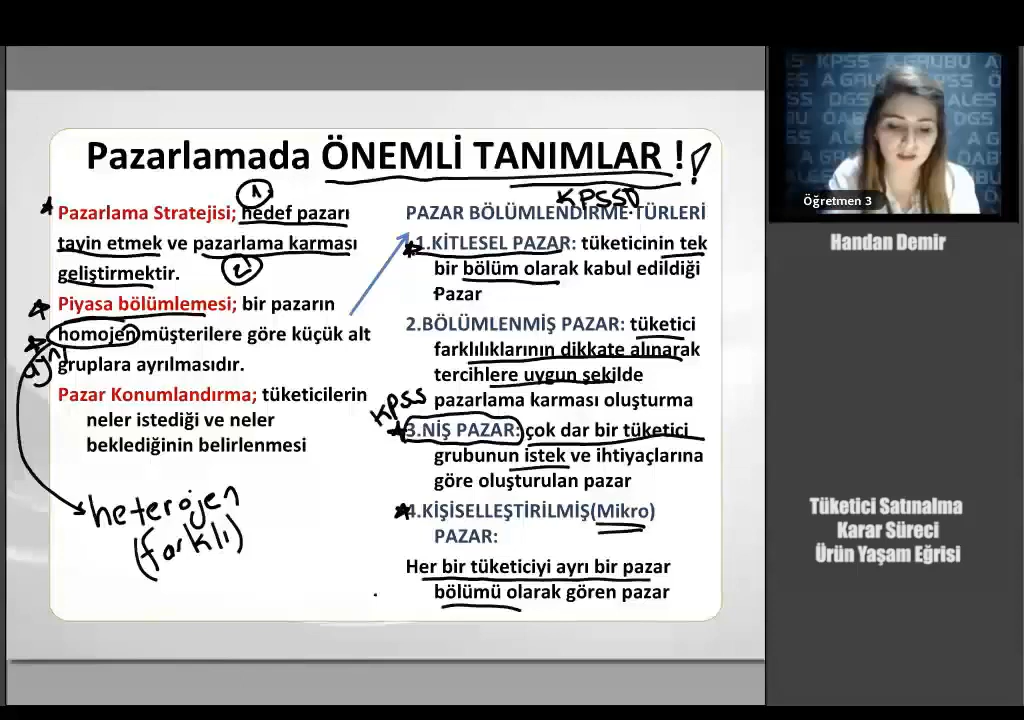 Pazarlamada ÖNEMLİ TANIMLAR !
1
KPSS
Pazarlama Stratejisi; hedef pazarı
tayin etmek ve pazarlama karması
geliştirmektir.
2
Piyasa bölümlemesi; bir pazarın
homojen müşterilere göre küçük alt
aynı
gruplara ayrılmasıdır.
Pazar Konumlandırma; tüketicilerin
neler istediği ve neler
beklediğinin belirlenmesi
heterojen
(farklı)
PAZAR BÖLÜMLENDİRME TÜRLERİ
1.KİTLESEL PAZAR: tüketicinin tek
bir bölüm olarak kabul edildiği
Pazar
2.BÖLÜMLENMİŞ PAZAR: tüketici
farklılıklarının dikkate alınarak
tercihlere uygun şekilde
pazarlama karması oluşturma
KPSS
3.NİŞ PAZAR: çok dar bir tüketici
grubunun istek ve ihtiyaçlarına
göre oluşturulan pazar
4.KİŞİSELLEŞTİRİLMİŞ(Mikro)
PAZAR:
Her bir tüketiciyi ayrı bir pazar
bölümü olarak gören pazar
Öğretmen 3
Handan Demir
Tüketici Satınalma
Karar Süreci
Ürün Yaşam Eğrisi